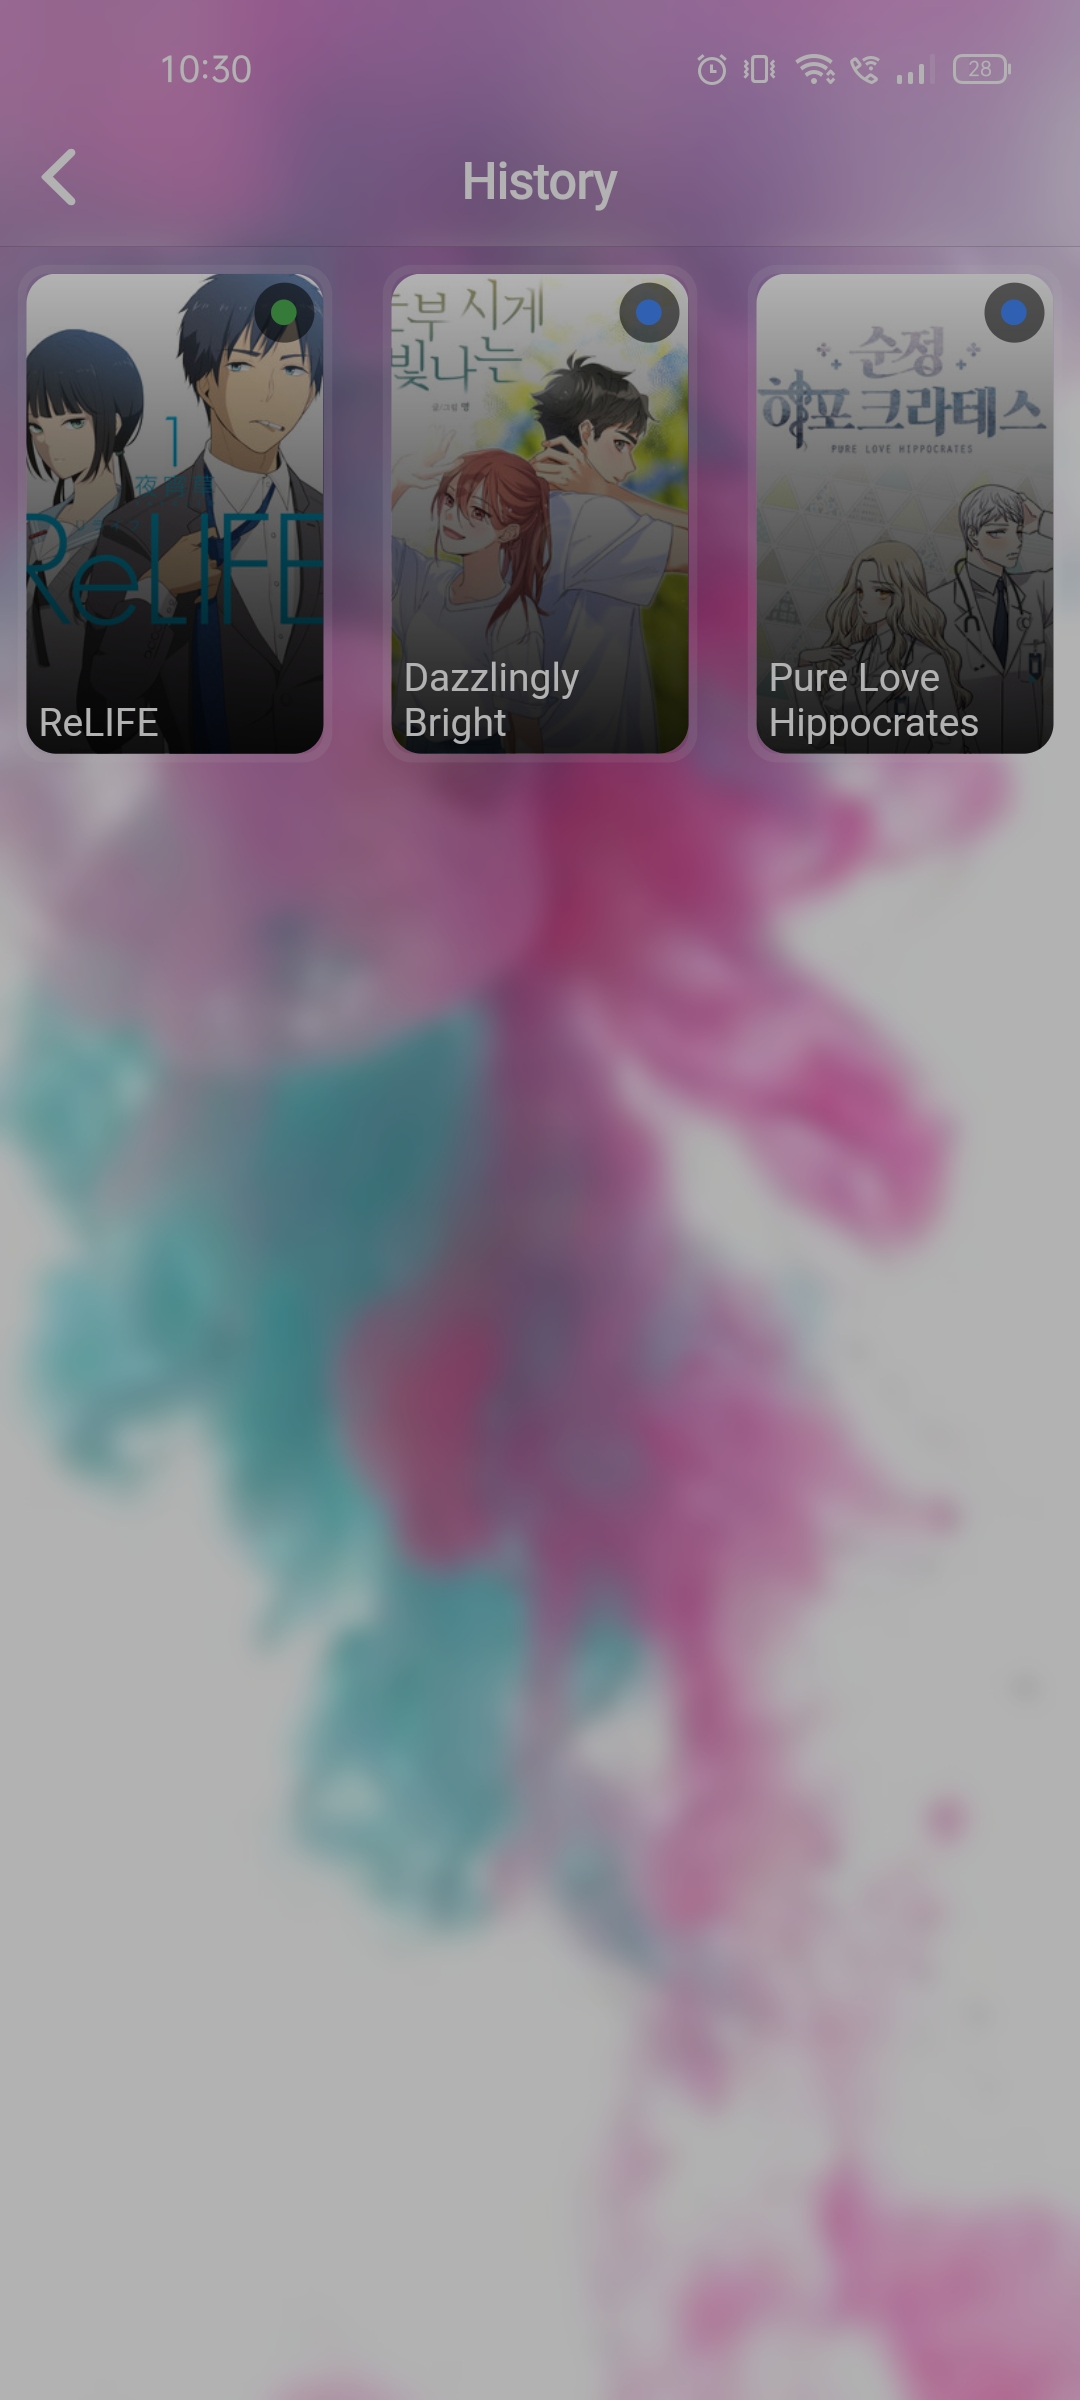 10:30
28
History
1
ReLIFE
ReLIFE
부 시게
빛나는
Dazzlingly
Bright
순정
히포크라테스
PURE LOVE HIPPOCRATES
Pure Love
Hippocrates